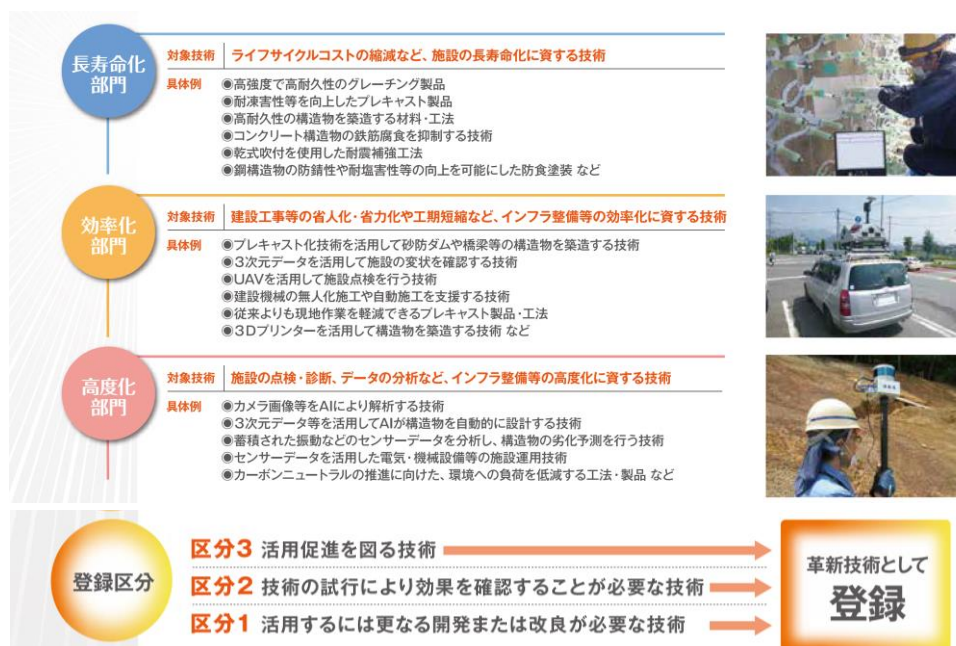 長寿命化
部門
対象技術 ライフサイクルコストの縮減など、施設の長寿命化に資する技術
具体例 ◉高強度で高耐久性のグレーチング製品
◉耐凍害性等を向上したプレキャスト製品
◉高耐久性の構造物を築造する材料・工法
◉コンクリート構造物の鉄筋腐食を抑制する技術
◉乾式吹付を使用した耐震補強工法
◉鋼構造物の防錆性や耐塩害性等の向上を可能にした防食塗装 など
効率化
部門
対象技術 建設工事等の省人化・省力化や工期短縮など、インフラ整備等の効率化に資する技術
具体例 ◉プレキャスト化技術を活用して砂防ダムや橋梁等の構造物を築造する技術
◉3次元データを活用して施設の変状を確認する技術
◉UAVを活用して施設点検を行う技術
◉建設機械の無人化施工や自動施工を支援する技術
◉従来よりも現地作業を軽減できるプレキャスト製品・工法
◉3Dプリンターを活用して構造物を築造する技術 など
高度化
部門
対象技術 施設の点検・診断、データの分析など、インフラ整備等の高度化に資する技術
具体例 ◉カメラ画像等をAIにより解析する技術
◉3次元データ等を活用してAIが構造物を自動的に設計する技術
◉蓄積された振動などのセンサーデータを分析し、構造物の劣化予測を行う技術
◉センサーデータを活用した電気・機械設備等の施設運用技術
◉カーボンニュートラルの推進に向けた、環境への負荷を低減する工法・製品 など
登録区分
区分3 活用促進を図る技術
区分2 技術の試行により効果を確認することが必要な技術
区分1 活用するには更なる開発または改良が必要な技術
革新技術として
登録